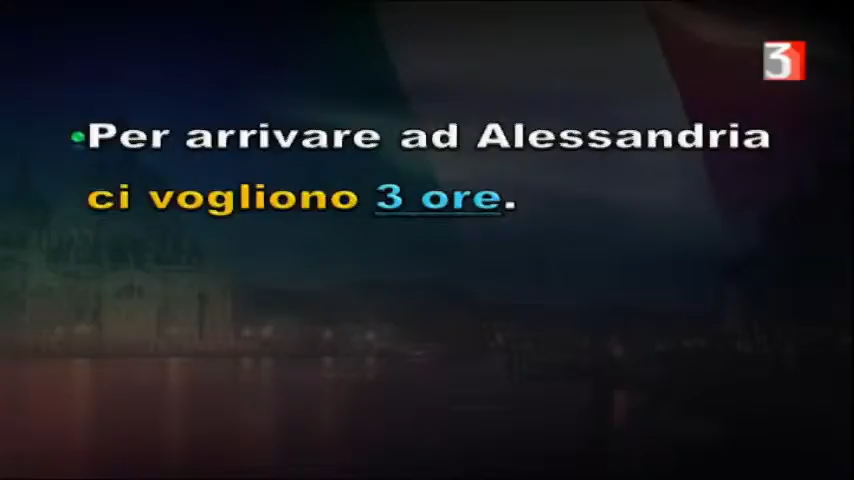 3
•Per arrivare ad Alessandria
ci vogliono 3 ore.